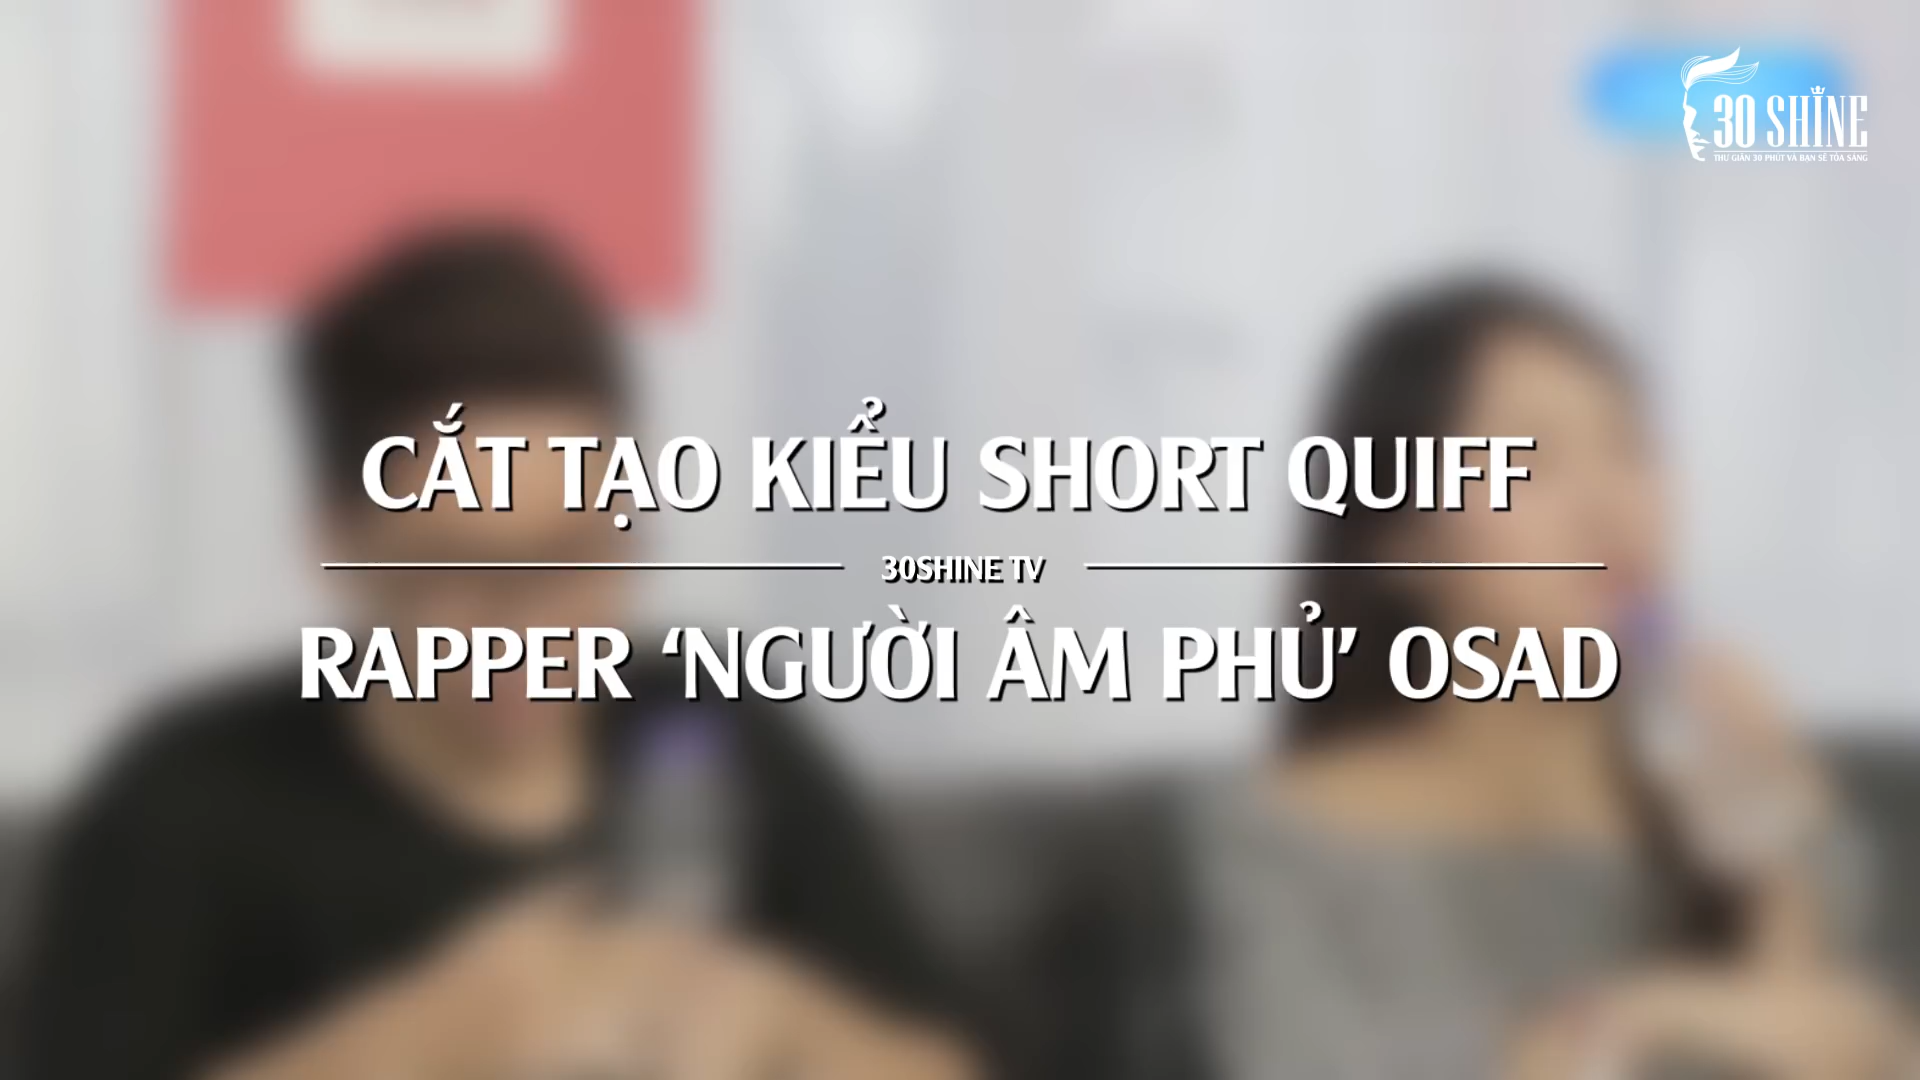 30 SHINE
THƯ GIÃN 30 PHÚT VÀ BẠN SẼ TỎA SÁNG
CẮT TẠO KIỂU SHORT QUIFF
30SHINE TV
RAPPER ‘NGƯỜI ÂM PHỦ’ OSAD